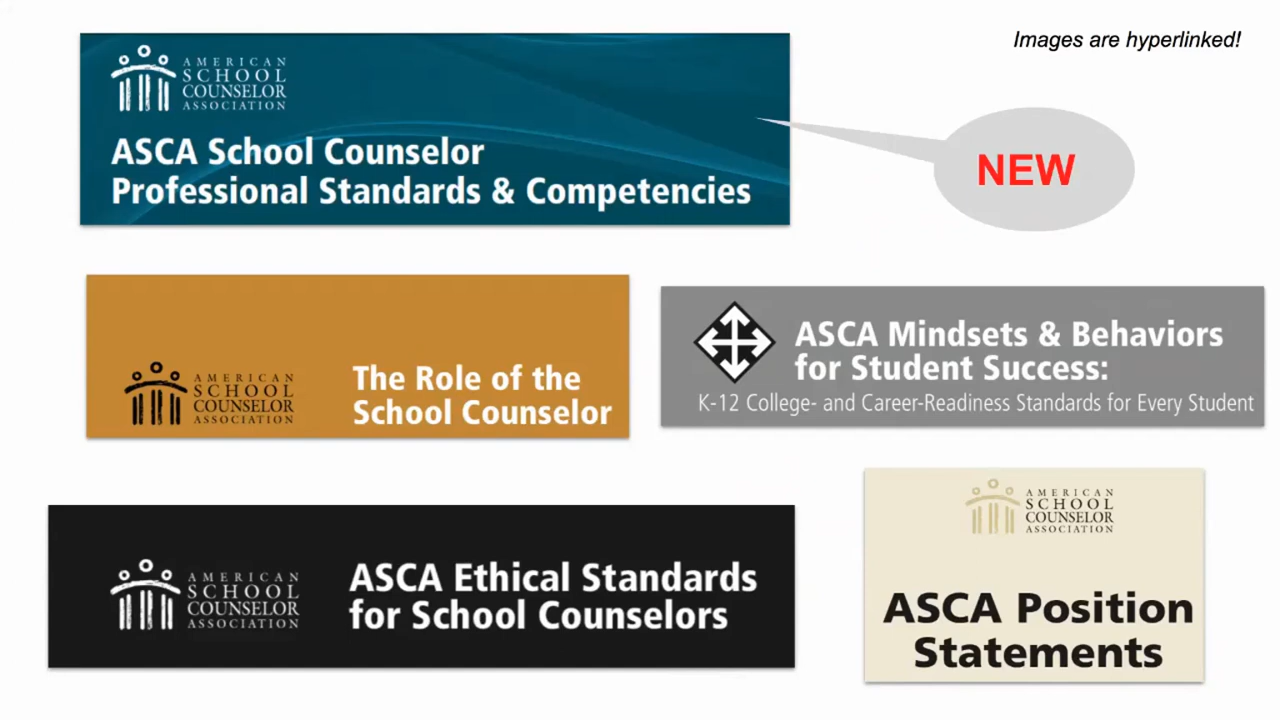 Images are hyperlinked!
AMERICAN
SCHOOL
COUNSELOR
ASSOCIATION
ASCA School Counselor
Professional Standards & Competencies
NEW
AMERICAN
SCHOOL
COUNSELOR
ASSOCIATION
The Role of the
School Counselor
ASCA Mindsets & Behaviors
for Student Success:
K-12 College- and Career-Readiness Standards for Every Student
AMERICAN
SCHOOL
COUNSELOR
ASSOCIATION
ASCA Ethical Standards
for School Counselors
AMERICAN
SCHOOL
COUNSELOR
ASSOCIATION
ASCA Position
Statements